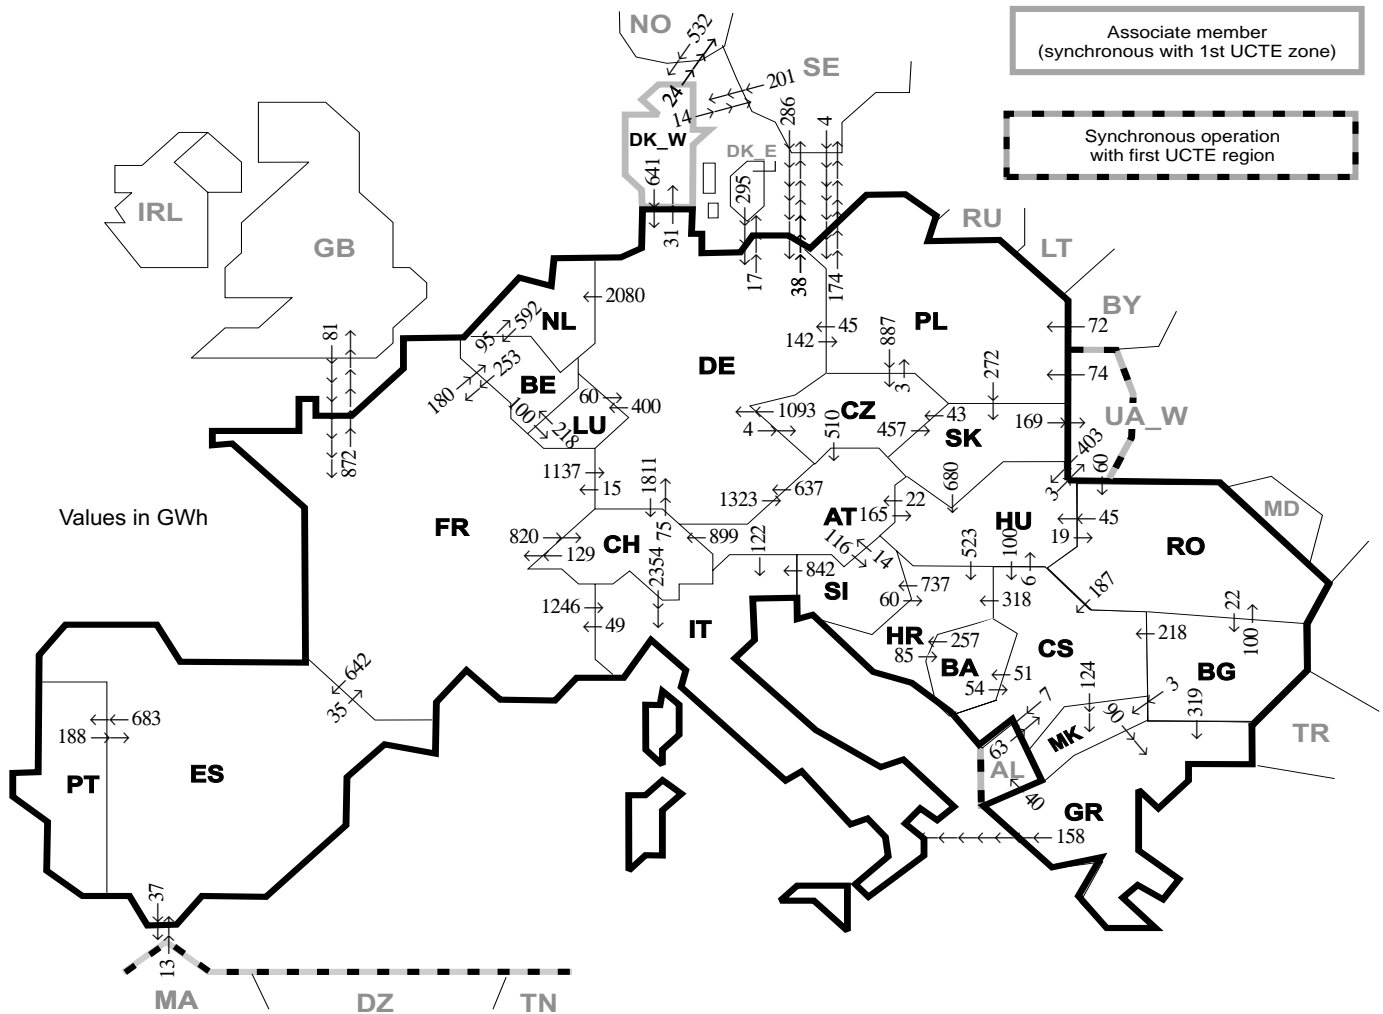 NO
532
Associate member
(synchronous with 1st UCTE zone)
SE
201
24
14
286
4
Synchronous operation
with first UCTE region
DK_W
DK_E
641
295
IRL
GB
31
17
38
174
RU
LT
BY
2080
NL
592
95
81
PL
45
142
72
887
3
272
74
DE
253
180
BE
60
400
100
218
LU
1093
4
CZ
510
457
43
SK
169
UA_W
403
60
3
872
1137
15
1811
75
1323
637
680
22
165
AT
HU
45
19
MD
RO
Values in GWh
FR
820
129
CH
899
2354
122
116
14
842
SI
523
100
6
187
737
60
318
1246
49
IT
HR
257
85
BA
51
54
CS
218
22
100
BG
124
3
319
90
7
63
MK
AL
40
TR
642
35
683
188
PT
ES
GR
158
37
13
MA
DZ
TN